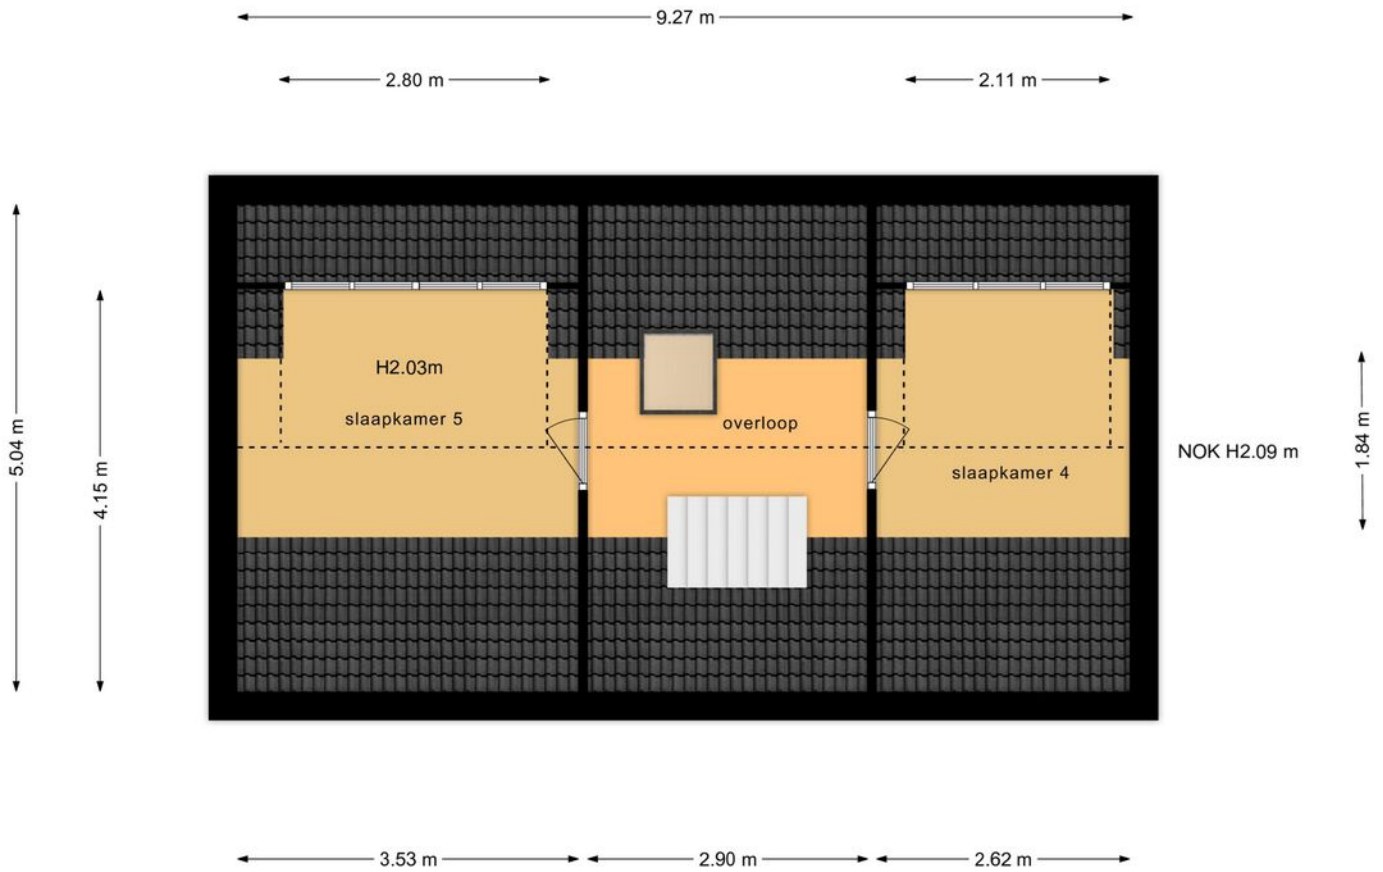 9.27 m
2.80 m
2.11 m
5.04 m
4.15 m
H2.03m
slaapkamer 5
overloop
slaapkamer 4
NOK H2.09 m
1.84 m
3.53 m
2.90 m
2.62 m